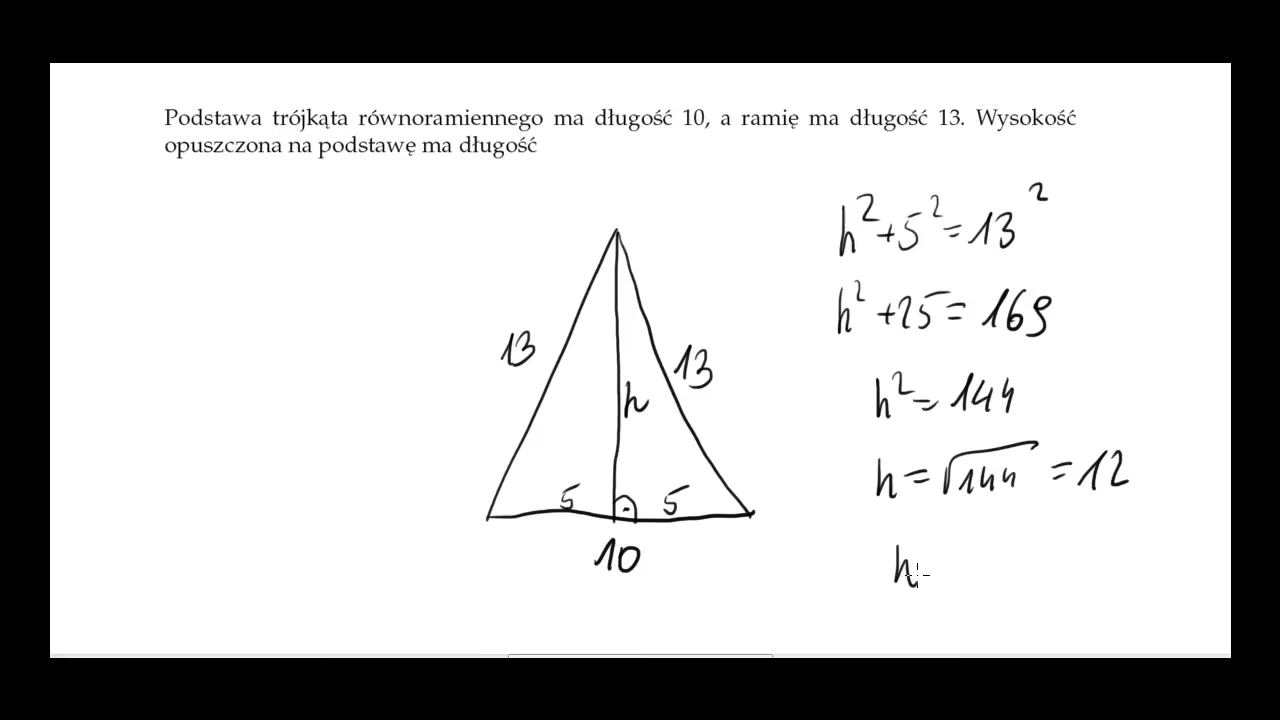 Podstawa trójkąta równoramiennego ma długość 10, a ramię ma długość 13. Wysokość
opuszczona na podstawę ma długość
h²+5²=13²
h²+25=169
h²=144
h=√144=12
h
13
13
h
5
5
10